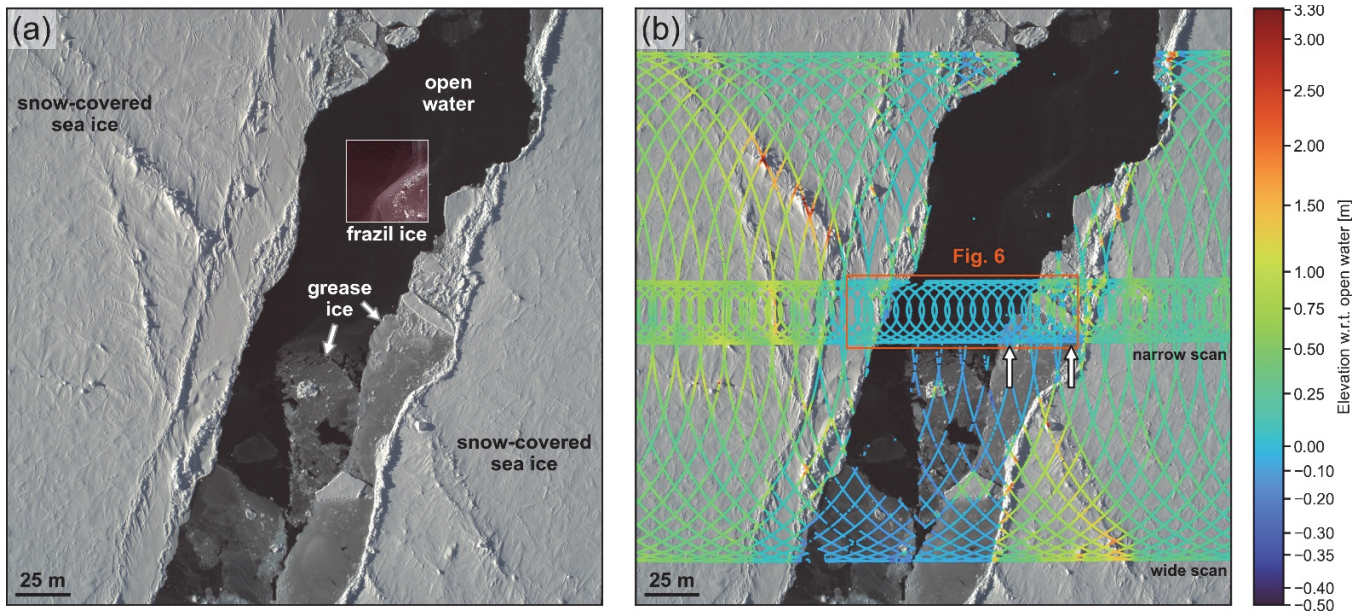 (a)
snow-covered
sea ice
open
water
frazil ice
grease
ice
snow-covered
sea ice
25 m
(b)
Fig. 6
narrow scan
wide scan
25 m
3.30
3.00
2.50
2.00
1.50
1.00
0.75
0.50
0.25
0.00
−0.10
−0.20
−0.30
−0.35
−0.40
−0.50
Elevation w.r.t. open water [m]